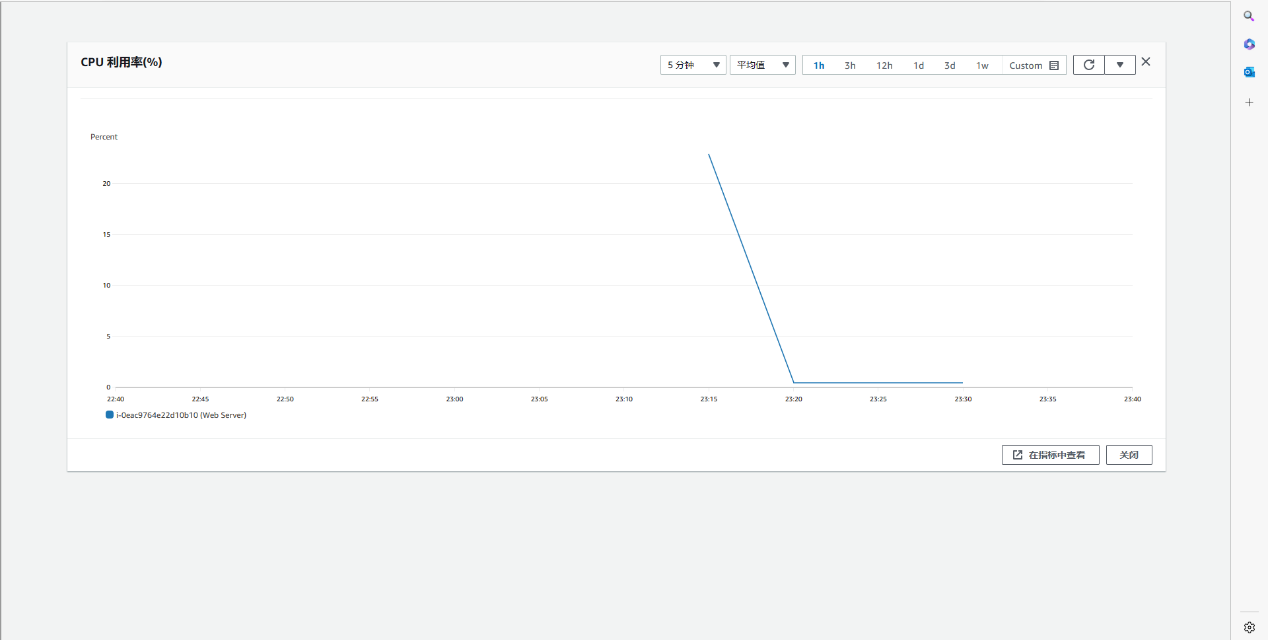 CPU 利用率(%)
5 分钟 平均值 1h 3h 12h 1d 3d 1w Custom
Percent
20
15
10
5
0
22:40 22:45 22:50 22:55 23:00 23:05 23:10 23:15 23:20 23:25 23:30 23:35 23:40
i-0eac9764e22d10b10 (Web Server)
在指标中查看 关闭